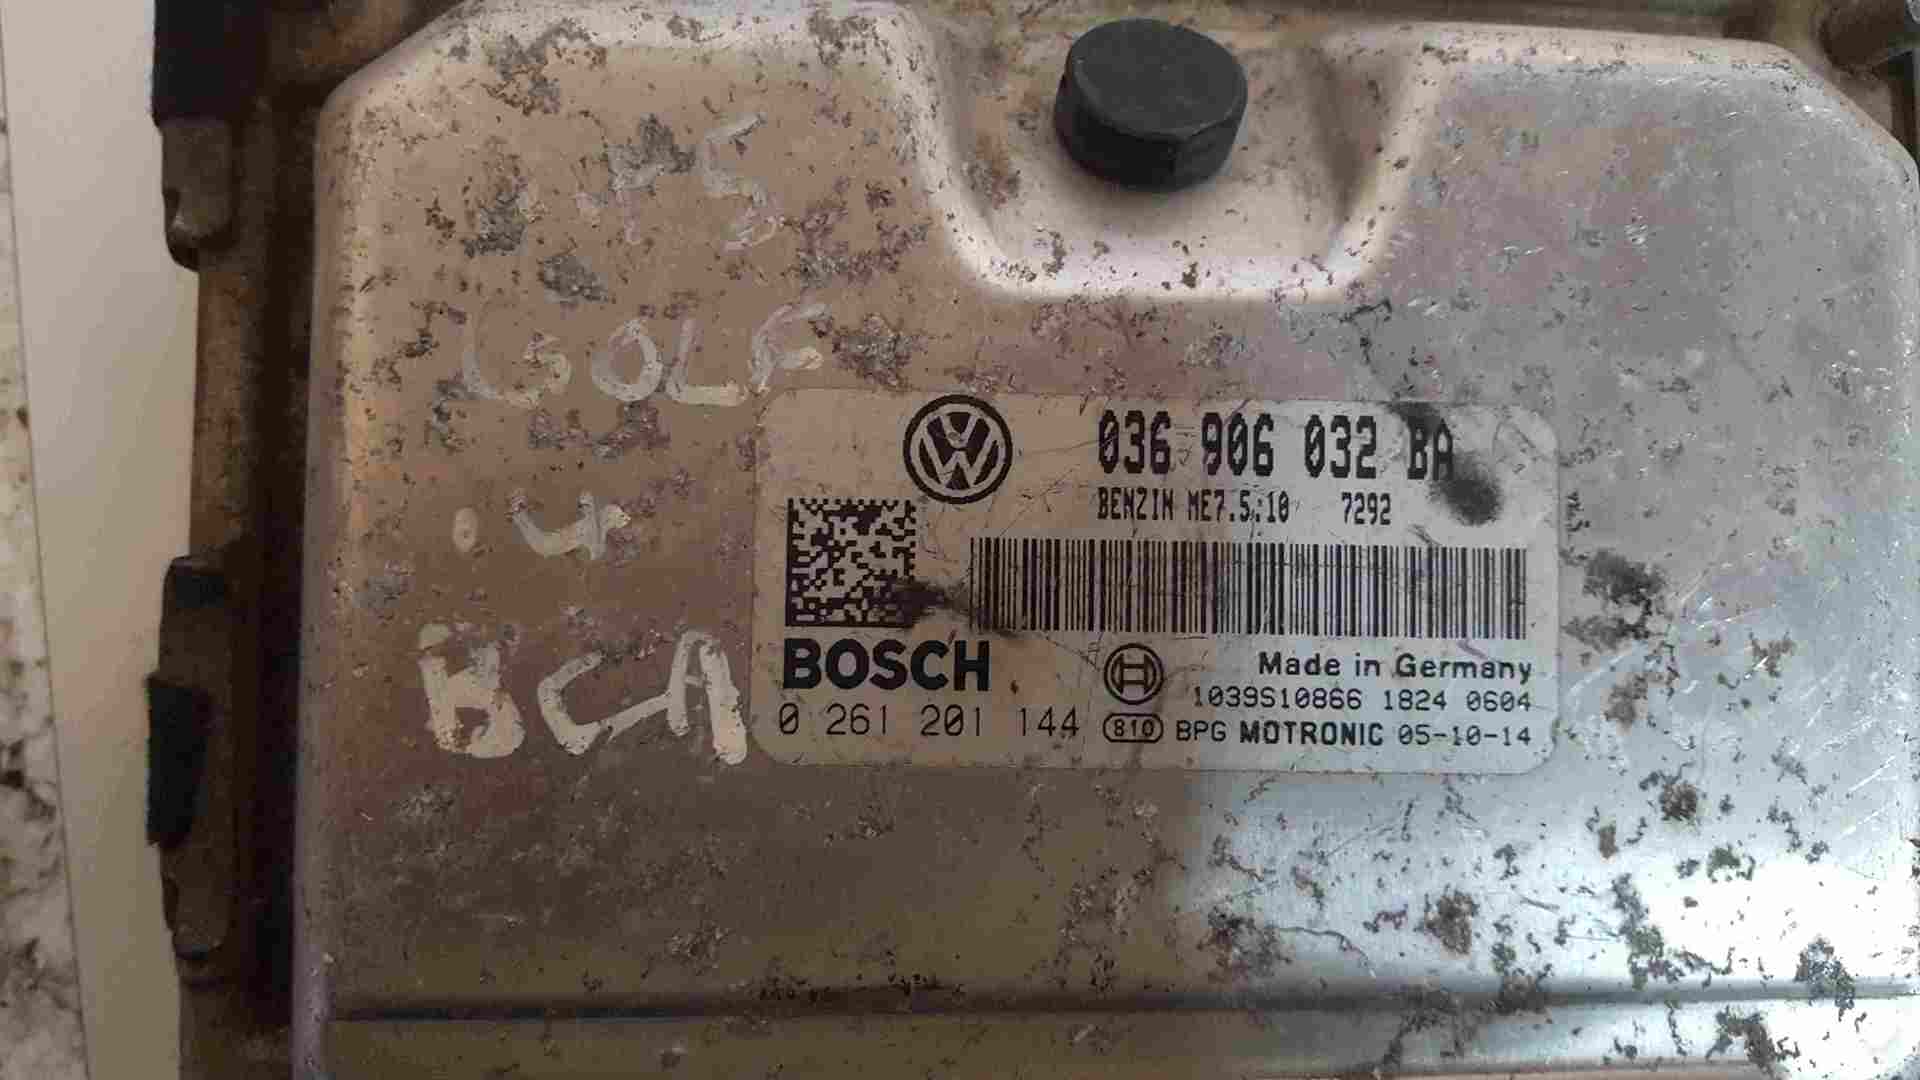 GOLF
4
BCA
036 906 032 BA
BENZIN ME7.5.10 7292
BOSCH
Made in Germany
1039S10866 1824 0604
0 261 201 144
810 BPG MOTRONIC 05-10-14